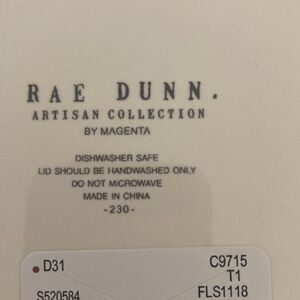 RAE DUNN.
ARTISAN COLLECTION
BY MAGENTA
DISHWASHER SAFE
LID SHOULD BE HANDWASHED ONLY
DO NOT MICROWAVE
MADE IN CHINA
-230-
D31 C9715
T1
S520584 FLS1118